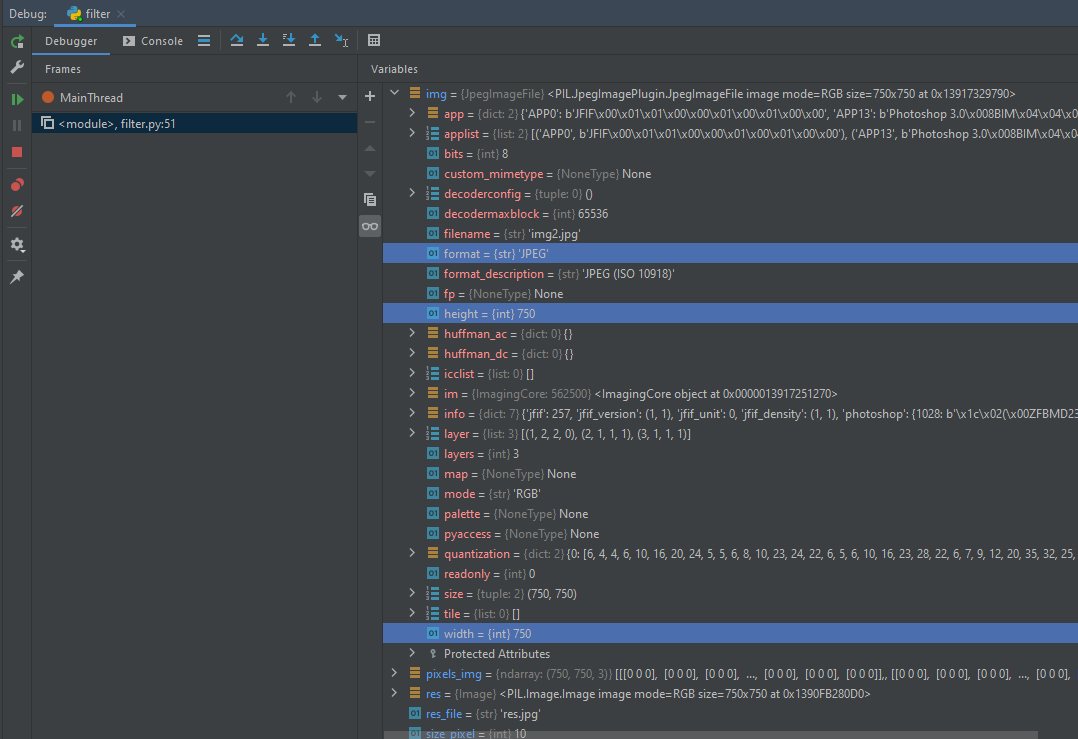 Debug: filter
Debugger Console
Frames
MainThread
<module>, filter.py:51
Variables
img = {JpegImageFile} <PIL.JpegImagePlugin.JpegImageFile image mode=RGB size=750x750 at 0x13917329790>
app = {dict: 2} {'APP0': b'JFIF\x00\x01\x01\x00\x00\x01\x00\x01\x00\x00', 'APP13': b'Photoshop 3.0\x008BIM\x04\x04\x0
applist = {list: 2} [('APP0', b'JFIF\x00\x01\x01\x00\x00\x01\x00\x01\x00\x00'), ('APP13', b'Photoshop 3.0\x008BIM\x04\x04
bits = {int} 8
custom_mimetype = {NoneType} None
decoderconfig = {tuple: 0} ()
decodermaxblock = {int} 65536
filename = {str} 'img2.jpg'
format = {str} 'JPEG'
format_description = {str} 'JPEG (ISO 10918)'
fp = {NoneType} None
height = {int} 750
huffman_ac = {dict: 0} {}
huffman_dc = {dict: 0} {}
icclist = {list: 0} []
im = {ImagingCore: 562500} <ImagingCore object at 0x0000013917251270>
info = {dict: 7} {'jfif': 257, 'jfif_version': (1, 1), 'jfif_unit': 0, 'jfif_density': (1, 1), 'photoshop': {1028: b'\x1c\x02(\x00ZFBMD23
layer = {list: 3} [(1, 2, 2, 0), (2, 1, 1, 1), (3, 1, 1, 1)]
layers = {int} 3
map = {NoneType} None
mode = {str} 'RGB'
palette = {NoneType} None
pyaccess = {NoneType} None
quantization = {dict: 2} {0: [6, 4, 4, 6, 10, 16, 20, 24, 5, 5, 6, 8, 10, 23, 24, 22, 6, 5, 6, 10, 16, 23, 28, 22, 6, 7, 9, 12, 20, 35, 32, 25,
readonly = {int} 0
size = {tuple: 2} (750, 750)
tile = {list: 0} []
width = {int} 750
Protected Attributes
pixels_img = {ndarray: (750, 750, 3)} [[[0 0 0], [0 0 0], [0 0 0], ..., [0 0 0], [0 0 0], [0 0 0]],, [[0 0 0], [0 0 0], [0 0 0], ..., [0 0 0],
res = {Image} <PIL.Image.Image image mode=RGB size=750x750 at 0x1390FB280D0>
res_file = {str} 'res.jpg'
size_pixel = {int} 10